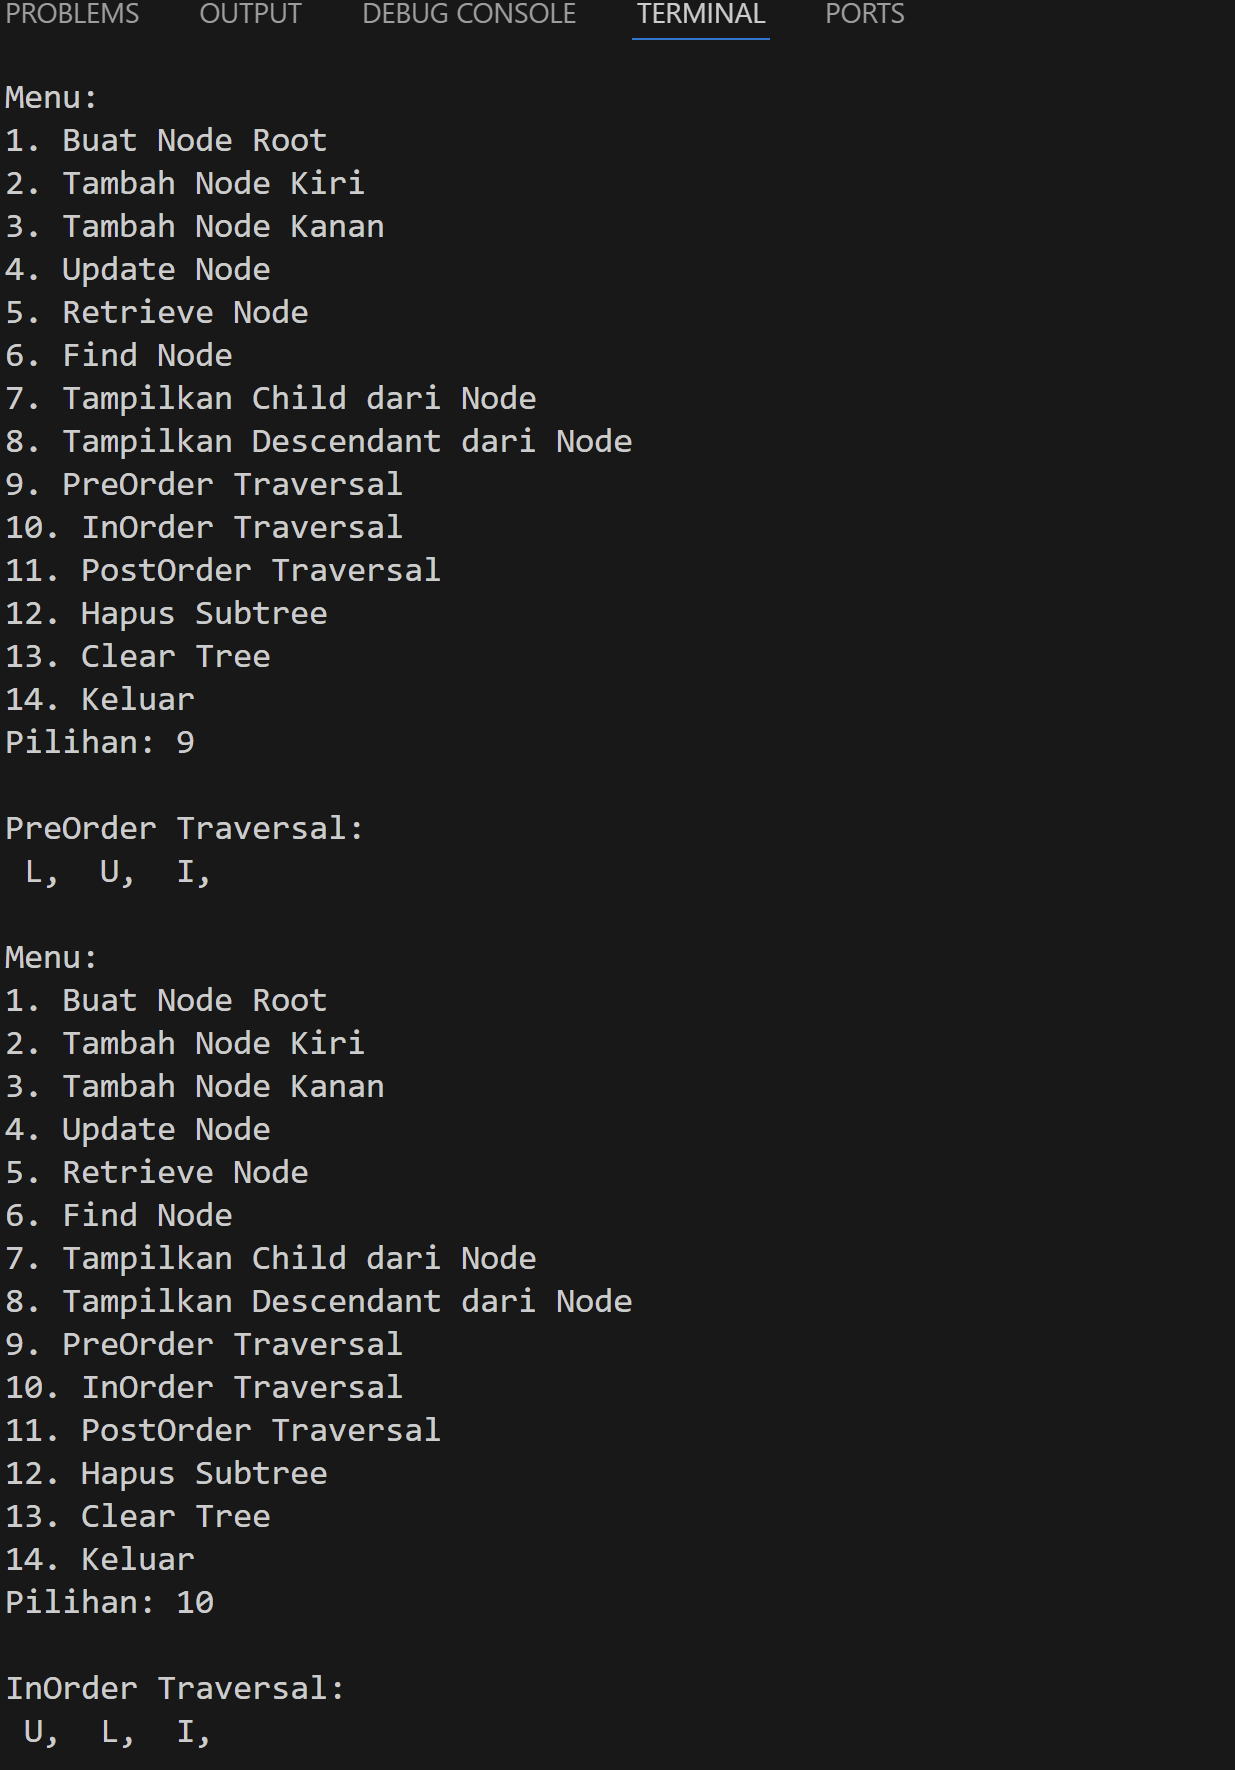 PROBLEMS OUTPUT DEBUG CONSOLE TERMINAL PORTS
Menu:
1. Buat Node Root
2. Tambah Node Kiri
3. Tambah Node Kanan
4. Update Node
5. Retrieve Node
6. Find Node
7. Tampilkan Child dari Node
8. Tampilkan Descendant dari Node
9. PreOrder Traversal
10. InOrder Traversal
11. PostOrder Traversal
12. Hapus Subtree
13. Clear Tree
14. Keluar
Pilihan: 9
PreOrder Traversal:
L, U, I,
Menu:
1. Buat Node Root
2. Tambah Node Kiri
3. Tambah Node Kanan
4. Update Node
5. Retrieve Node
6. Find Node
7. Tampilkan Child dari Node
8. Tampilkan Descendant dari Node
9. PreOrder Traversal
10. InOrder Traversal
11. PostOrder Traversal
12. Hapus Subtree
13. Clear Tree
14. Keluar
Pilihan: 10
InOrder Traversal:
U, L, I,